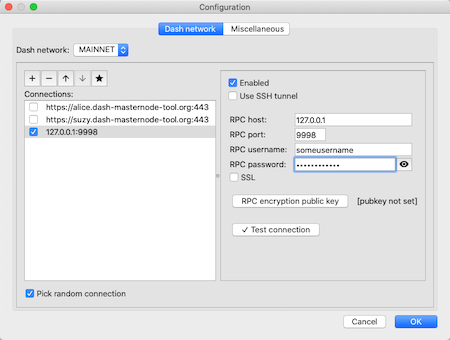 Configuration
Dash network
Miscellaneous
Dash network: MAINNET
Connections:
https://alice.dash-masternode-tool.org:443
https://suzy.dash-masternode-tool.org:443
127.0.0.1:9998
Enabled
Use SSH tunnel
RPC host: 127.0.0.1
RPC port: 9998
RPC username: someusername
RPC password: ••••••••••••
SSL
RPC encryption public key [pubkey not set]
✓ Test connection
Pick random connection
Cancel
OK